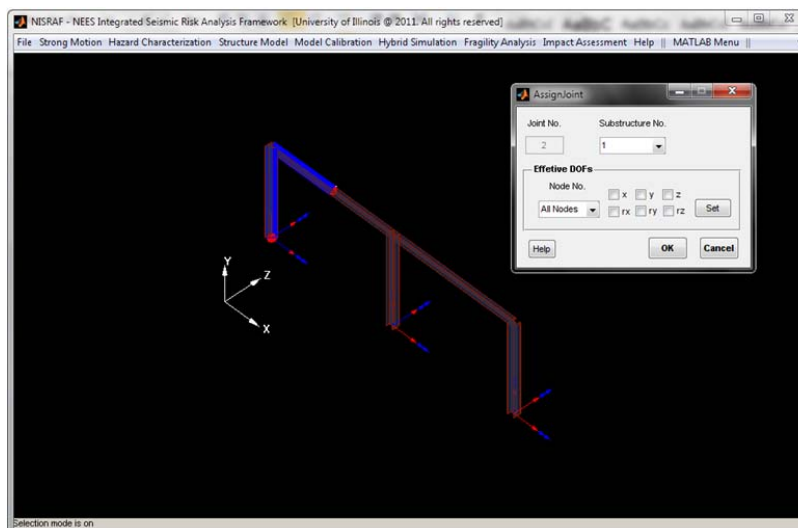 NISRAF - NEES Integrated Seismic Risk Analysis Framework [University of Illinois @ 2011. All rights reserved]
File Strong Motion Hazard Characterization Structure Model Model Calibration Hybrid Simulation Fragility Analysis Impact Assessment Help || MATLAB Menu ||
AssignJoint
Joint No. Substructure No.
2 1
Effetive DOFs
Node No.
x y z
All Nodes rx ry rz Set
Help OK Cancel
Y
Z
X
Selection mode is on